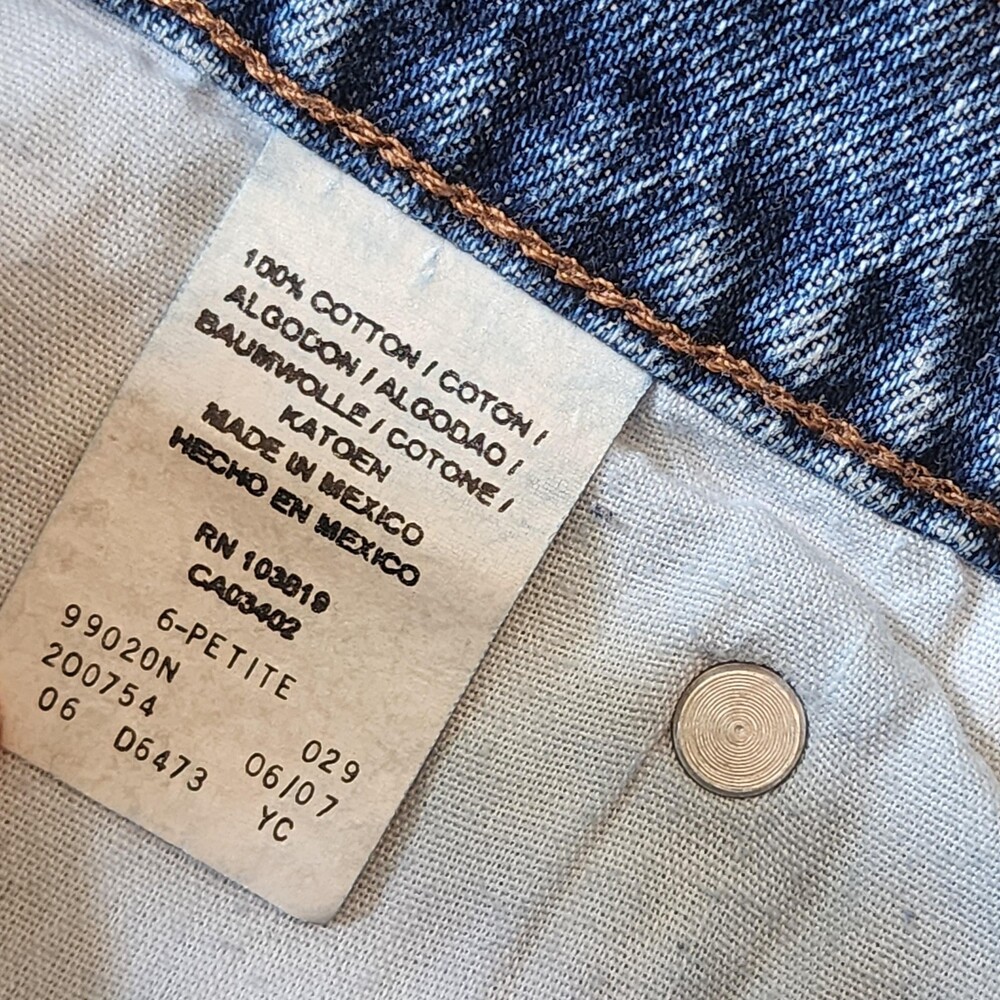 100% COTTON / COTON /
ALGODON / ALGODAO /
BAUMWOLLE / COTONE /
KATOEN
MADE IN MEXICO
HECHO EN MEXICO
RN 103819
CA03402
6-PETITE
99020N 029
200754 06/07
06 D6473 YC